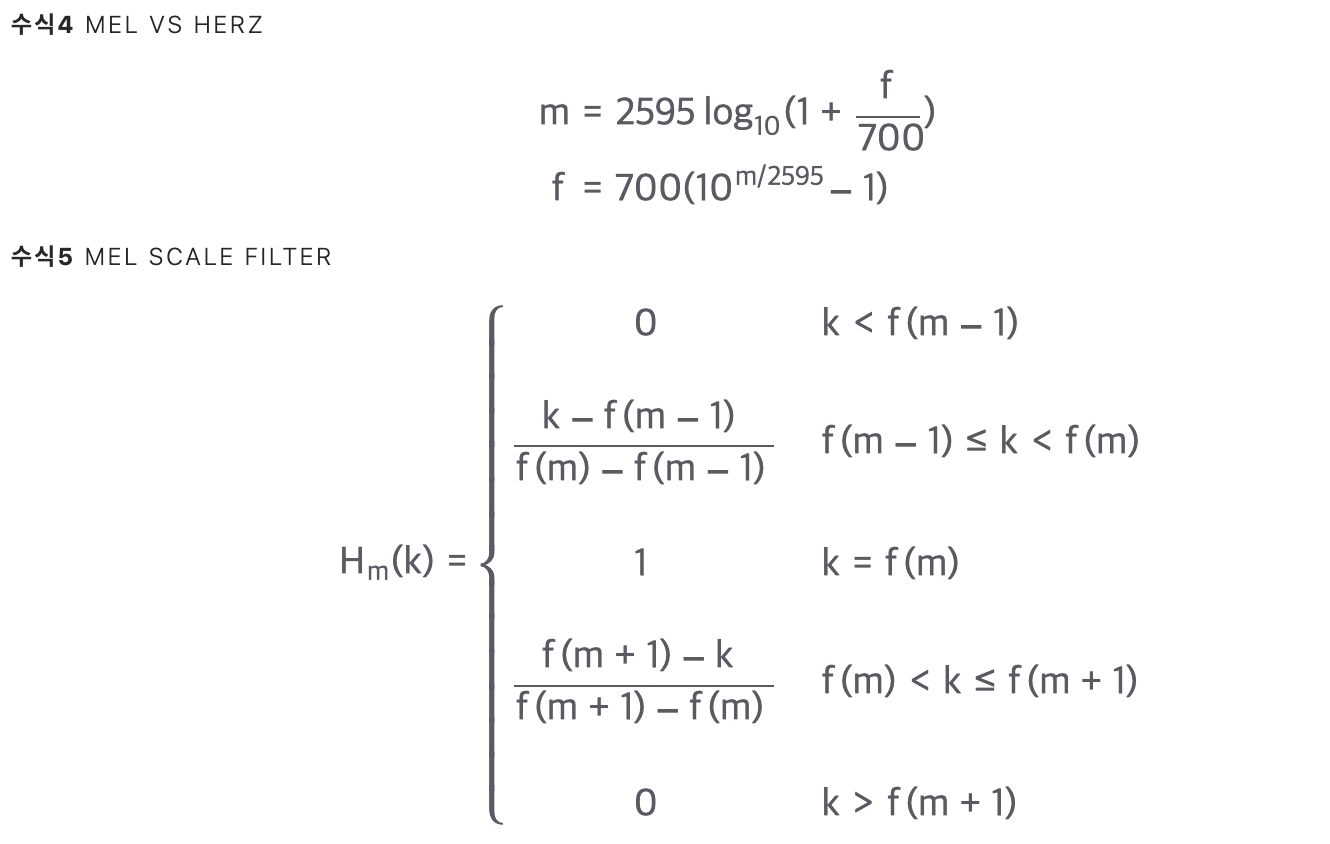 수식4 MEL VS HERZ
m = 2595 log₁₀(1 + f/700)
f = 700(10^(m/2595) – 1)
수식5 MEL SCALE FILTER
Hₘ(k) = {
0 k < f(m – 1)
(k – f(m – 1))/(f(m) – f(m – 1)) f(m – 1) ≤ k < f(m)
1 k = f(m)
(f(m + 1) – k)/(f(m + 1) – f(m)) f(m) < k ≤ f(m + 1)
0 k > f(m + 1)